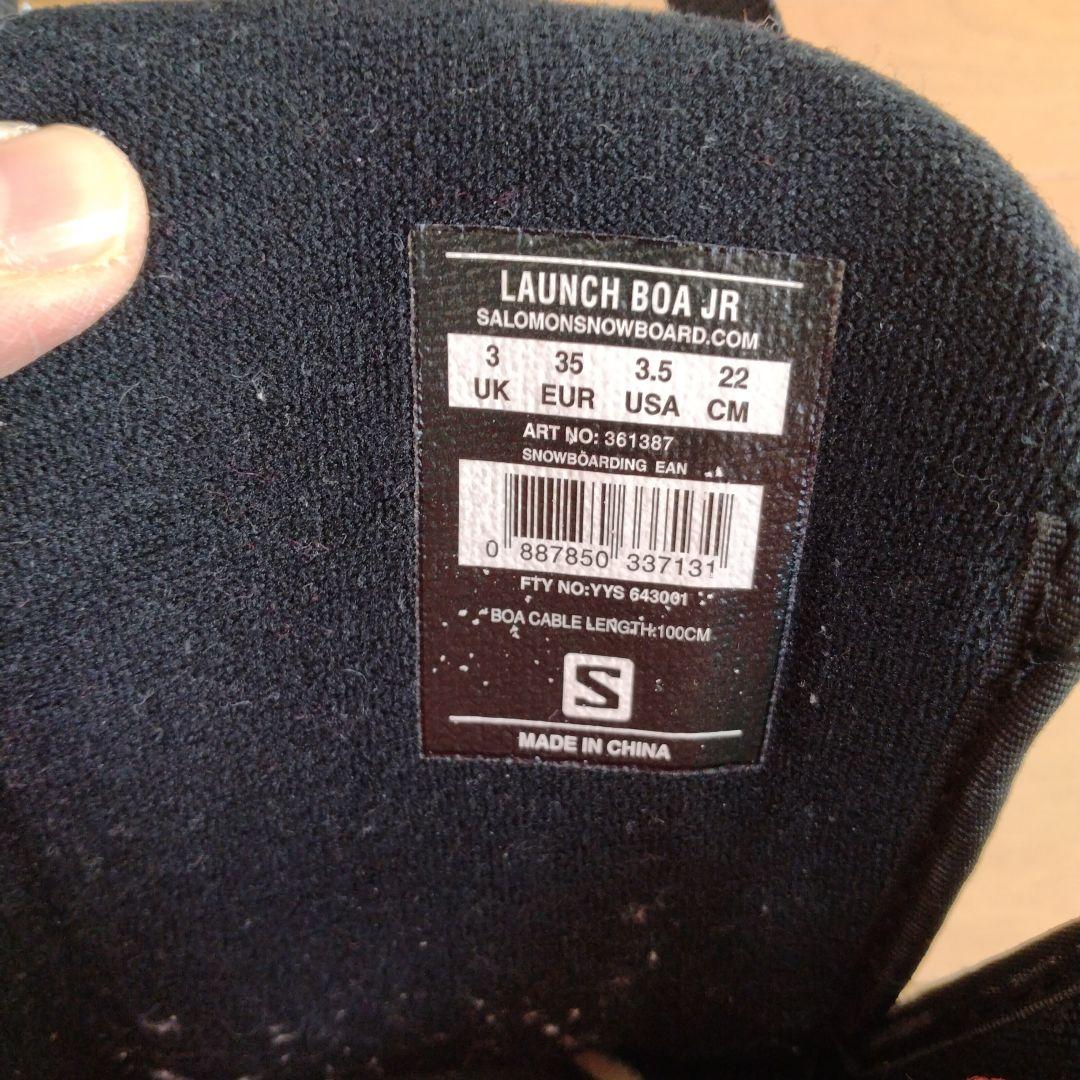 LAUNCH BOA JR
SALOMONSNOWBOARD.COM
3 35 3.5 22
UK EUR USA CM
ART NO: 361387
SNOWBOARDING EAN
0 887850 337131
FTY NO:YYS 643001
BOA CABLE LENGTH:100CM
S
MADE IN CHINA